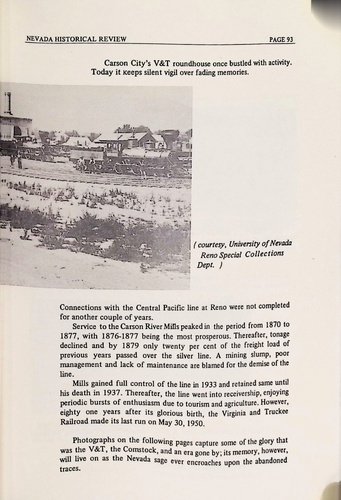 NEVADA HISTORICAL REVIEW PAGE 93
Carson City's V&T roundhouse once bustled with activity.
Today it keeps silent vigil over fading memories.
( courtesy, University of Nevada
Reno Special Collections
Dept. )
Connections with the Central Pacific line at Reno were not completed
for another couple of years.
Service to the Carson River Mills peaked in the period from 1870 to
1877, with 1876-1877 being the most prosperous. Thereafter, tonage
declined and by 1879 only twenty per cent of the freight load of
previous years passed over the silver line. A mining slump, poor
management and lack of maintenance are blamed for the demise of the
line.
Mills gained full control of the line in 1933 and retained same until
his death in 1937. Thereafter, the line went into receivership, enjoying
periodic bursts of enthusiasm due to tourism and agriculture. However,
eighty one years after its glorious birth, the Virginia and Truckee
Railroad made its last run on May 30, 1950.
Photographs on the following pages capture some of the glory that
was the V&T, the Comstock, and an era gone by; its memory, however,
will live on as the Nevada sage ever encroaches upon the abandoned
traces.